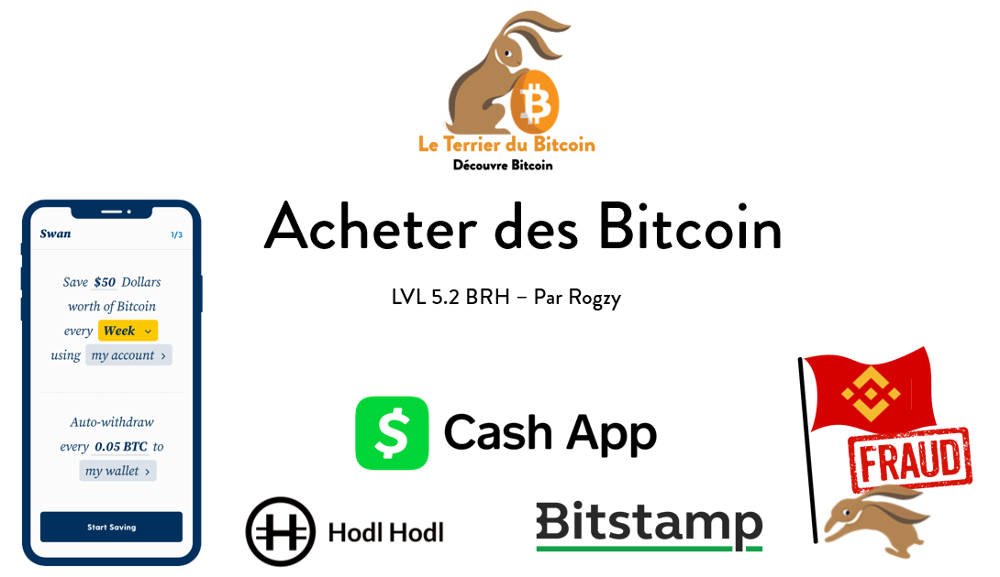 Le Terrier du Bitcoin
Découvre Bitcoin
Acheter des Bitcoin
LVL 5.2 BRH – Par Rogzy
Swan 1/3
Save $50 Dollars
worth of Bitcoin
every Week
using my account >
Auto-withdraw
every 0.05 BTC to
my wallet >
Start Saving
Cash App
Hodl Hodl
Bitstamp
FRAUD